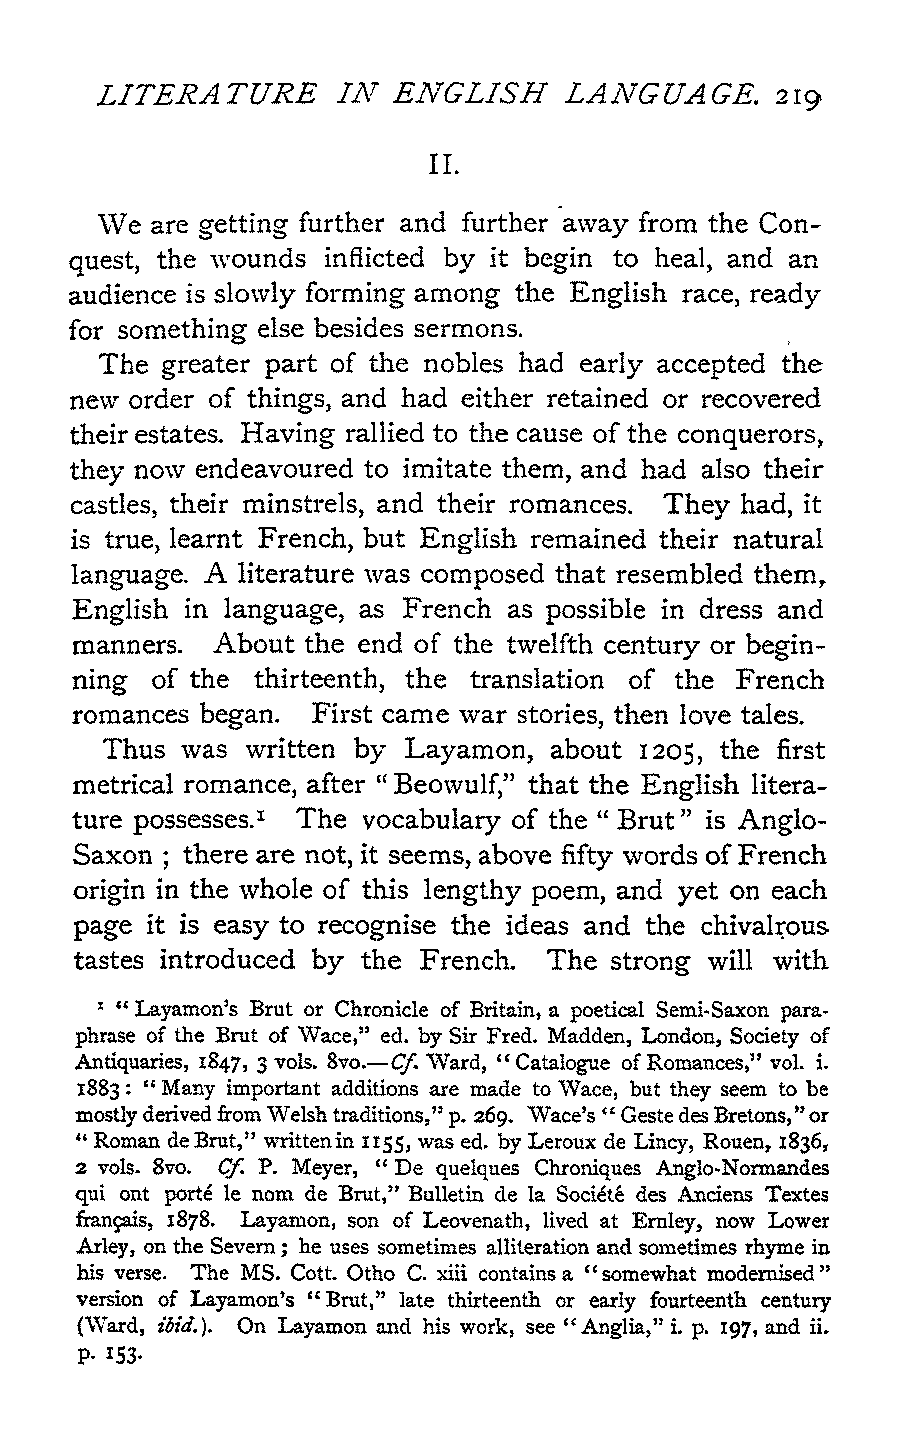 LITERATURE IN ENGLISH LANGUAGE. 219
II.
We are getting further and further away from the Con-
quest, the wounds inflicted by it begin to heal, and an
audience is slowly forming among the English race, ready
for something else besides sermons.
The greater part of the nobles had early accepted the
new order of things, and had either retained or recovered
their estates. Having rallied to the cause of the conquerors,
they now endeavoured to imitate them, and had also their
castles, their minstrels, and their romances. They had, it
is true, learnt French, but English remained their natural
language. A literature was composed that resembled them,
English in language, as French as possible in dress and
manners. About the end of the twelfth century or begin-
ning of the thirteenth, the translation of the French
romances began. First came war stories, then love tales.
Thus was written by Layamon, about 1205, the first
metrical romance, after “Beowulf,” that the English litera-
ture possesses.¹ The vocabulary of the “Brut” is Anglo-
Saxon ; there are not, it seems, above fifty words of French
origin in the whole of this lengthy poem, and yet on each
page it is easy to recognise the ideas and the chivalrous
tastes introduced by the French. The strong will with
¹ “Layamon's Brut or Chronicle of Britain, a poetical Semi-Saxon para-
phrase of the Brut of Wace,” ed. by Sir Fred. Madden, London, Society of
Antiquaries, 1847, 3 vols. 8vo.—Cf. Ward, “Catalogue of Romances,” vol. i.
1883: “Many important additions are made to Wace, but they seem to be
mostly derived from Welsh traditions,” p. 269. Wace's “Geste des Bretons,” or
“Roman de Brut,” written in 1155, was ed. by Leroux de Lincy, Rouen, 1836,
2 vols. 8vo. Cf. P. Meyer, “De quelques Chroniques Anglo-Normandes
qui ont porté le nom de Brut,” Bulletin de la Société des Anciens Textes
français, 1878. Layamon, son of Leovenath, lived at Ernley, now Lower
Arley, on the Severn ; he uses sometimes alliteration and sometimes rhyme in
his verse. The MS. Cott. Otho C. xiii contains a “somewhat modernised”
version of Layamon's “Brut,” late thirteenth or early fourteenth century
(Ward, ibid.). On Layamon and his work, see “Anglia,” i. p. 197, and ii.
p. 153.